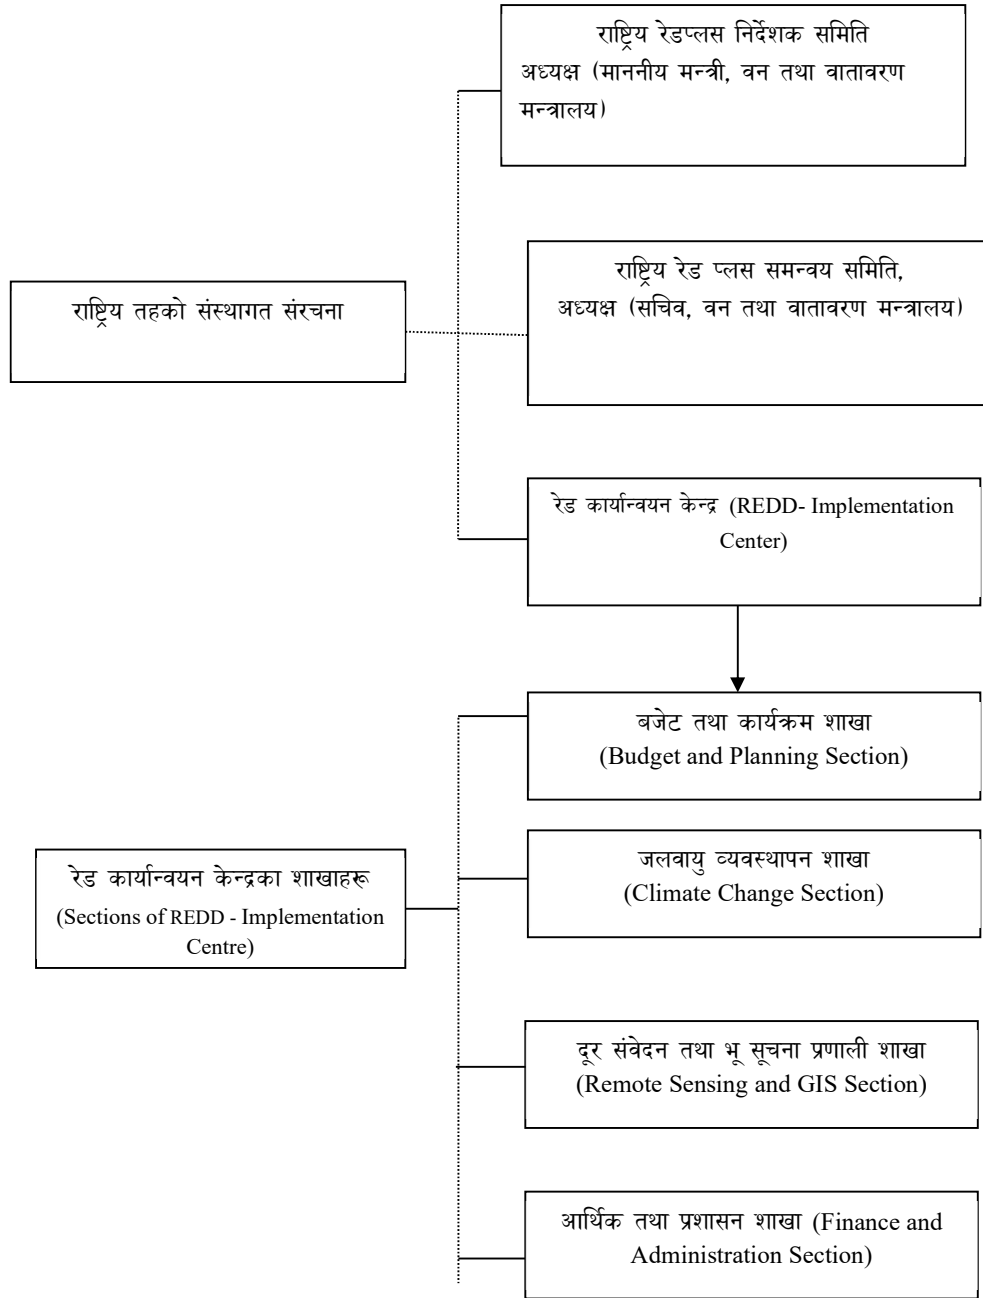 राष्ट्रिय रेडप्लस निर्देशक समिति
अध्यक्ष (माननीय मन्त्री, वन तथा वातावरण
मन्त्रालय)
राष्ट्रिय तहको संस्थागत संरचना
राष्ट्रिय रेड प्लस समन्वय समिति,
अध्यक्ष (सचिव, वन तथा वातावरण मन्त्रालय)
रेड कार्यान्वयन केन्द्र (REDD- Implementation
Center)
बजेट तथा कार्यक्रम शाखा
(Budget and Planning Section)
रेड कार्यान्वयन केन्द्रका शाखाहरू
(Sections of REDD - Implementation
Centre)
जलवायु व्यवस्थापन शाखा
(Climate Change Section)
दूर संवेदन तथा भू सूचना प्रणाली शाखा
(Remote Sensing and GIS Section)
आर्थिक तथा प्रशासन शाखा (Finance and
Administration Section)